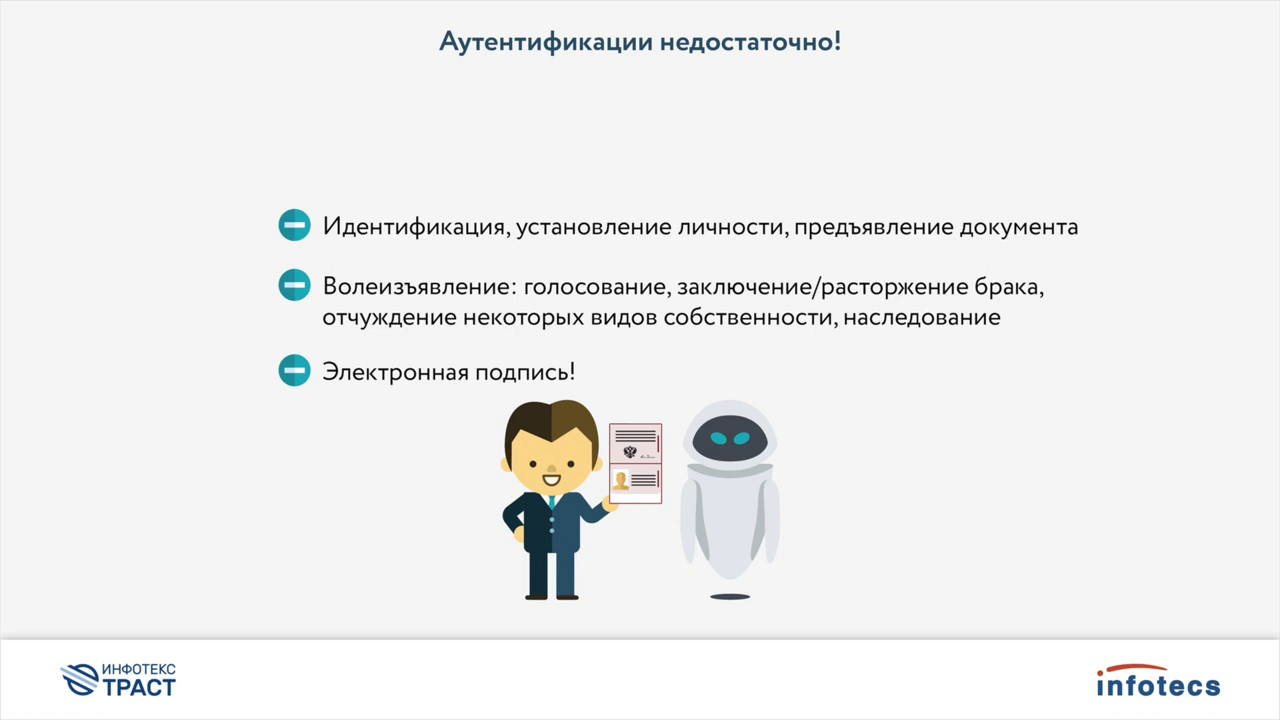 Аутентификации недостаточно!
Идентификация, установление личности, предъявление документа
Волеизъявление: голосование, заключение/расторжение брака,
отчуждение некоторых видов собственности, наследование
Электронная подпись!
ИНФОТЕКС
ТРАСТ
infotecs